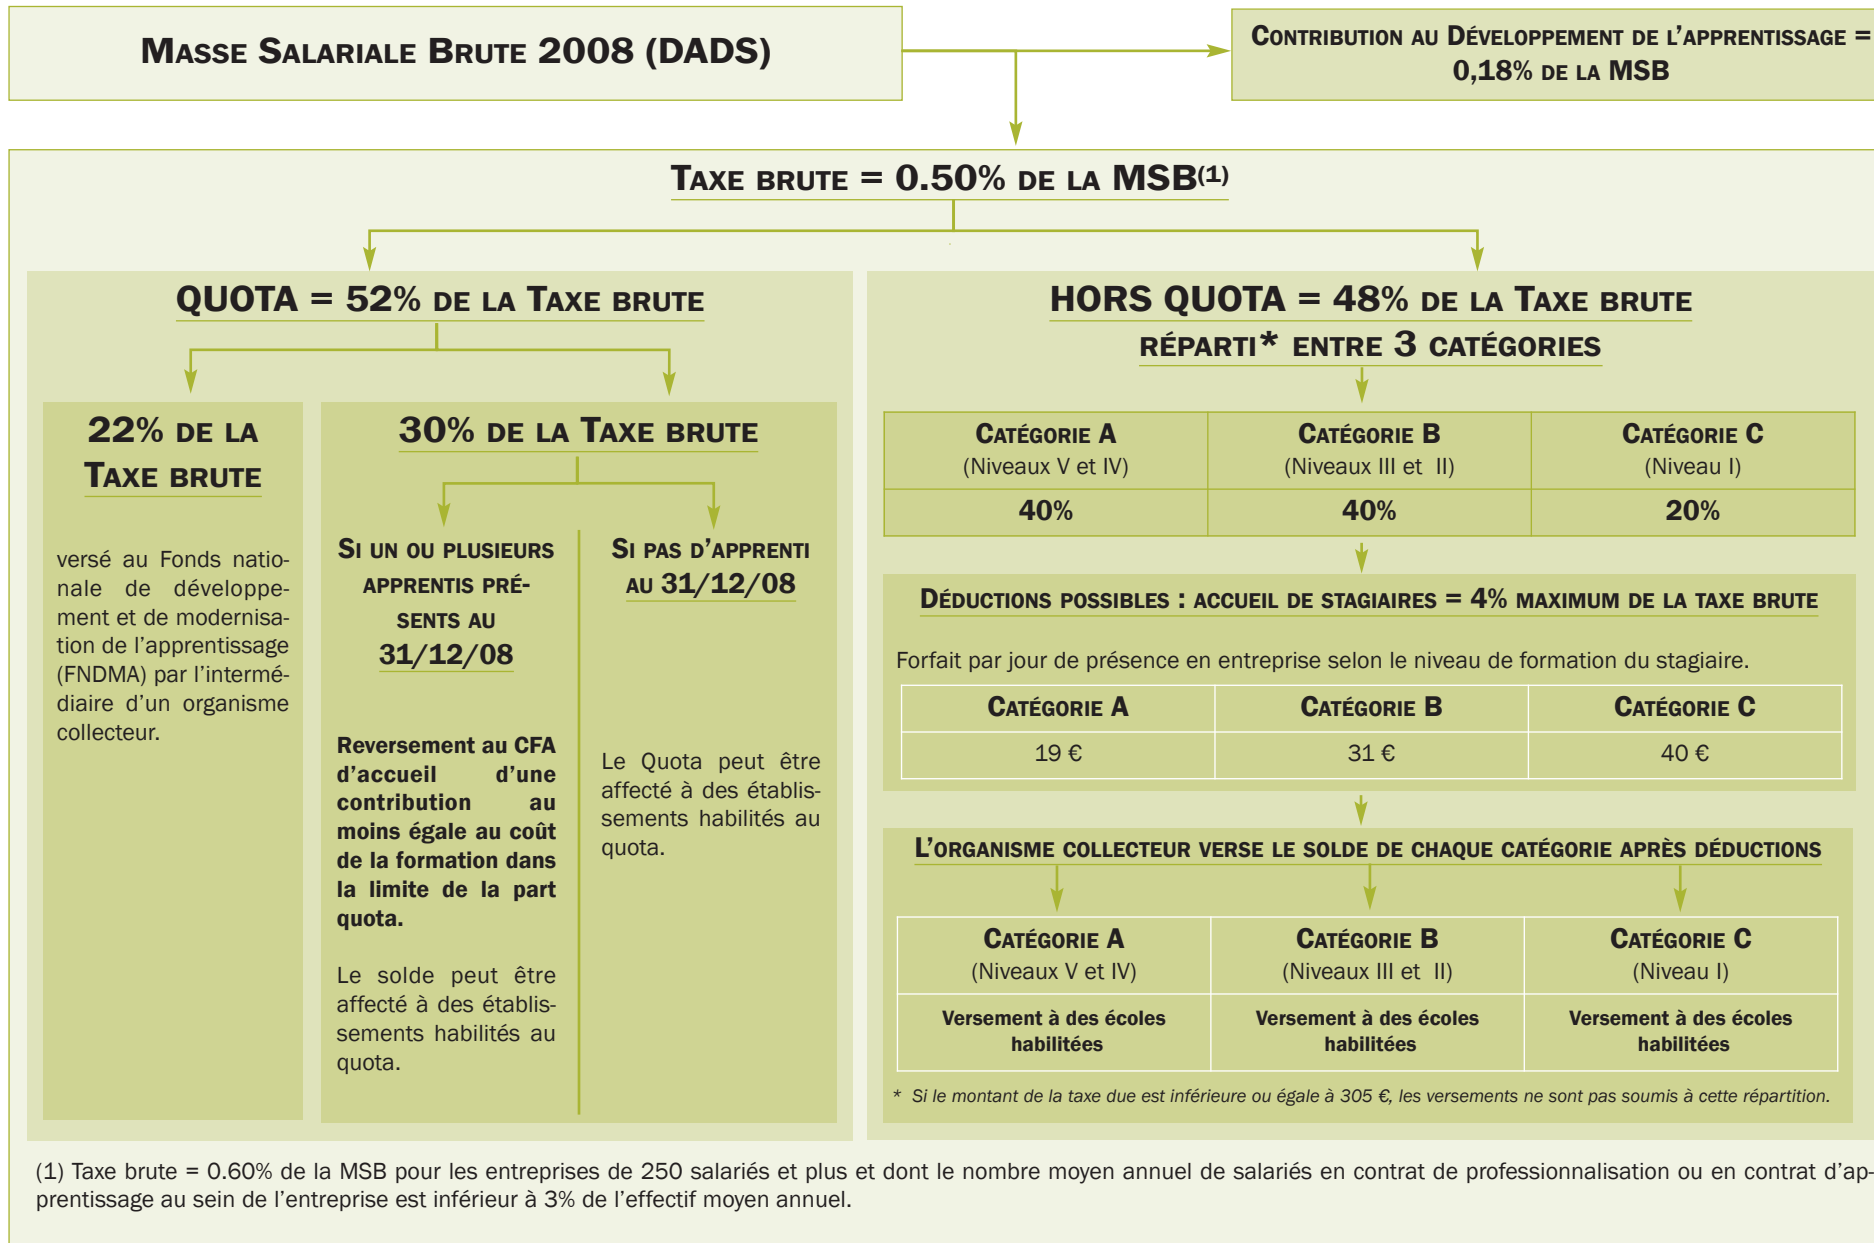 MASSE SALARIALE BRUTE 2008 (DADS)
CONTRIBUTION AU DÉVELOPPEMENT DE L'APPRENTISSAGE =
0,18% DE LA MSB
TAXE BRUTE = 0.50% DE LA MSB(1)
QUOTA = 52% DE LA TAXE BRUTE
22% DE LA
TAXE BRUTE
versé au Fonds natio-
nale de développe-
ment et de modernisa-
tion de l'apprentissage
(FNDMA) par l'intermé-
diaire d'un organisme
collecteur.
30% DE LA TAXE BRUTE
SI UN OU PLUSIEURS
APPRENTIS PRÉ-
SENTS AU
31/12/08
Reversement au CFA
d'accueil d'une
contribution au
moins égale au coût
de la formation dans
la limite de la part
quota.
Le solde peut être
affecté à des établis-
sements habilités au
quota.
SI PAS D'APPRENTI
AU 31/12/08
Le Quota peut être
affecté à des établis-
sements habilités au
quota.
HORS QUOTA = 48% DE LA TAXE BRUTE
RÉPARTI* ENTRE 3 CATÉGORIES
CATÉGORIE A CATÉGORIE B CATÉGORIE C
(Niveaux V et IV) (Niveaux III et II) (Niveau I)
40% 40% 20%
DÉDUCTIONS POSSIBLES : ACCUEIL DE STAGIAIRES = 4% MAXIMUM DE LA TAXE BRUTE
Forfait par jour de présence en entreprise selon le niveau de formation du stagiaire.
CATÉGORIE A CATÉGORIE B CATÉGORIE C
19 € 31 € 40 €
L'ORGANISME COLLECTEUR VERSE LE SOLDE DE CHAQUE CATÉGORIE APRÈS DÉDUCTIONS
CATÉGORIE A CATÉGORIE B CATÉGORIE C
(Niveaux V et IV) (Niveaux III et II) (Niveau I)
Versement à des écoles Versement à des écoles Versement à des écoles
habilitées habilitées habilitées
* Si le montant de la taxe due est inférieure ou égale à 305 €, les versements ne sont pas soumis à cette répartition.
(1) Taxe brute = 0.60% de la MSB pour les entreprises de 250 salariés et plus et dont le nombre moyen annuel de salariés en contrat de professionnalisation ou en contrat d'ap-
prentissage au sein de l'entreprise est inférieur à 3% de l'effectif moyen annuel.